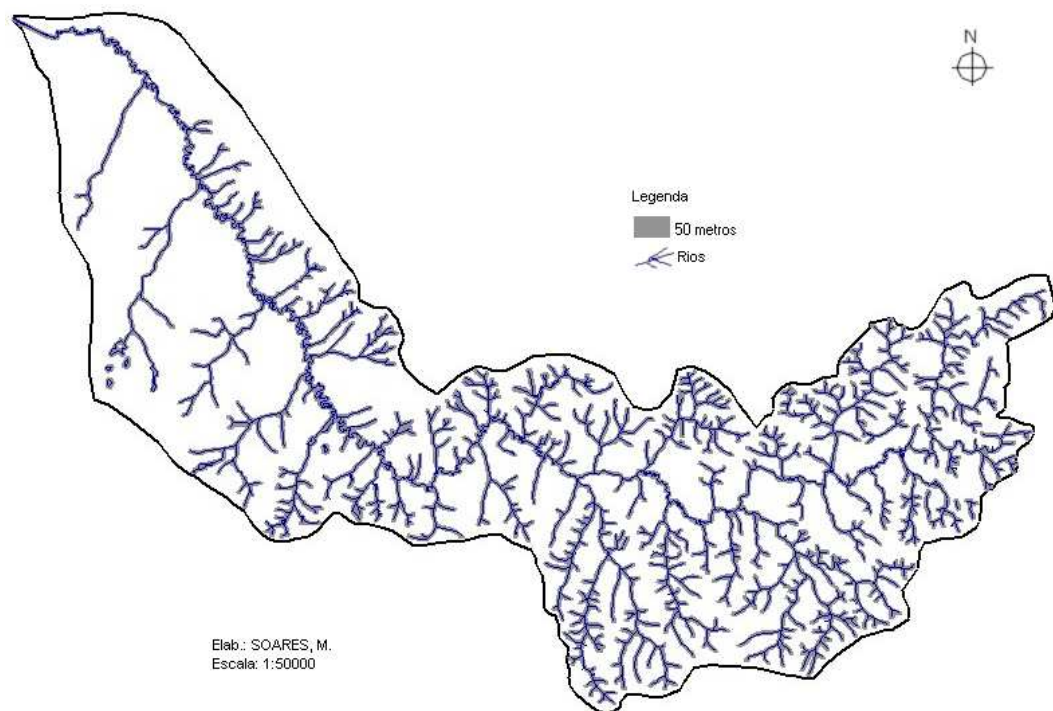 N
Legenda
50 metros
Rios
Elab.: SOARES, M.
Escala: 1:50000